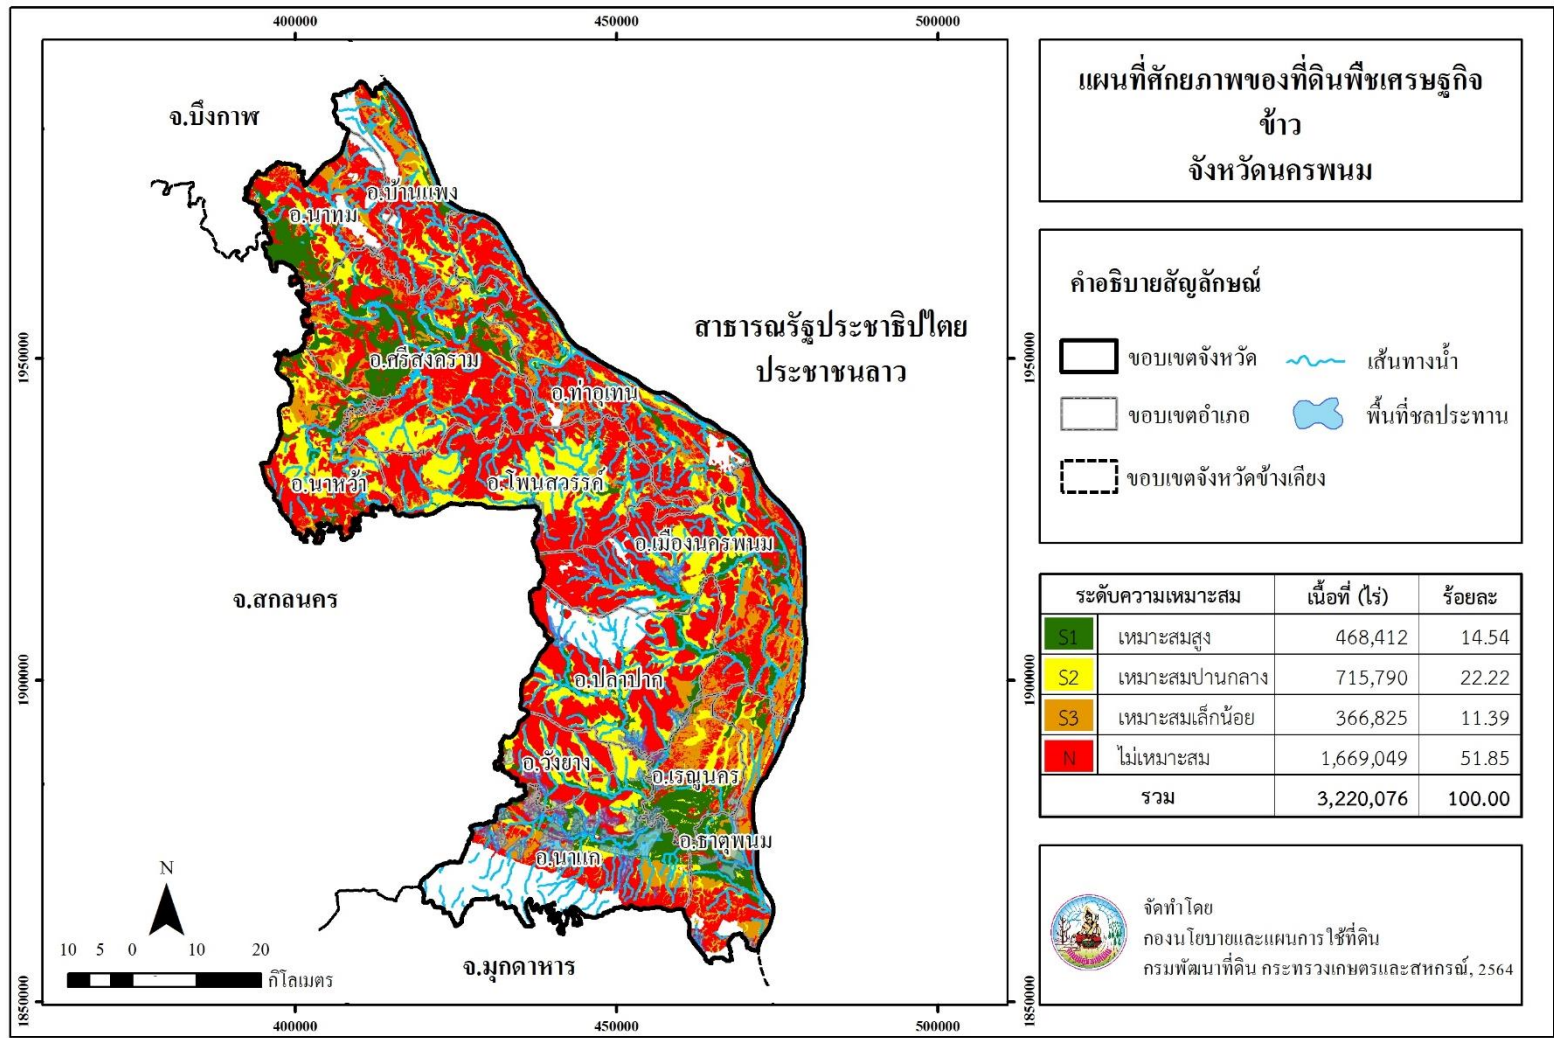 400000
450000
500000
แผนที่ศักยภาพของที่ดินพืชเศรษฐกิจ
ข้าว
จังหวัดนครพนม
จ.บึงกาฬ
อ.บ้านแพง
อ.นาทม
สาธารณรัฐประชาธิปไตย
ประชาชนลาว
คำอธิบายสัญลักษณ์
ขอบเขตจังหวัด
เส้นทางน้ำ
ขอบเขตอำเภอ
พื้นที่ชลประทาน
ขอบเขตจังหวัดข้างเคียง
1950000
1950000
อ.ศรีสงคราม
อ.ท่าอุเทน
อ.นาหว้า
อ.โพนสวรรค์
อ.เมืองนครพนม
จ.สกลนคร
ระดับความเหมาะสม เนื้อที่ (ไร่) ร้อยละ
S1 เหมาะสมสูง 468,412 14.54
S2 เหมาะสมปานกลาง 715,790 22.22
S3 เหมาะสมเล็กน้อย 366,825 11.39
N ไม่เหมาะสม 1,669,049 51.85
รวม 3,220,076 100.00
1900000
1900000
อ.ปลาปาก
อ.วังยาง
อ.เรณูนคร
อ.ธาตุพนม
อ.นาแก
N
10 5 0 10 20
กิโลเมตร
จ.มุกดาหาร
จัดทำโดย
กองนโยบายและแผนการใช้ที่ดิน
กรมพัฒนาที่ดิน กระทรวงเกษตรและสหกรณ์, 2564
1850000
1850000
400000
450000
500000